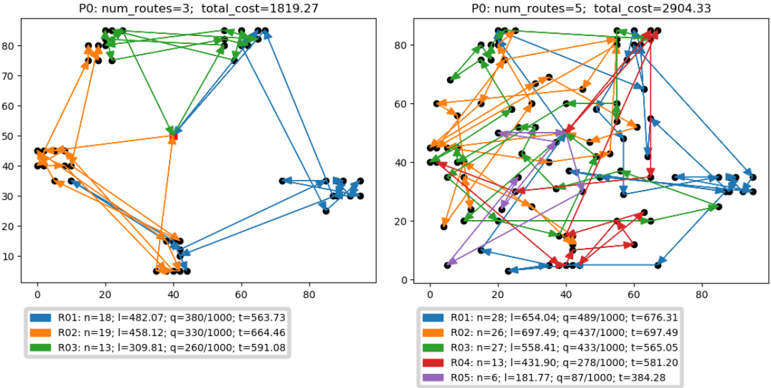 P0: num_routes=3; total_cost=1819.27
80
70
60
50
40
30
20
10
0
20
40
60
80
R01: n=18; l=482.07; q=380/1000; t=563.73
R02: n=19; l=458.12; q=330/1000; t=664.46
R03: n=13; l=309.81; q=260/1000; t=591.08
P0: num_routes=5; total_cost=2904.33
80
60
40
20
0
0
20
40
60
80
R01: n=28; l=654.04; q=489/1000; t=676.31
R02: n=26; l=697.49; q=437/1000; t=697.49
R03: n=27; l=558.41; q=433/1000; t=565.05
R04: n=13; l=431.90; q=278/1000; t=581.20
R05: n=6; l=181.77; q=87/1000; t=384.28